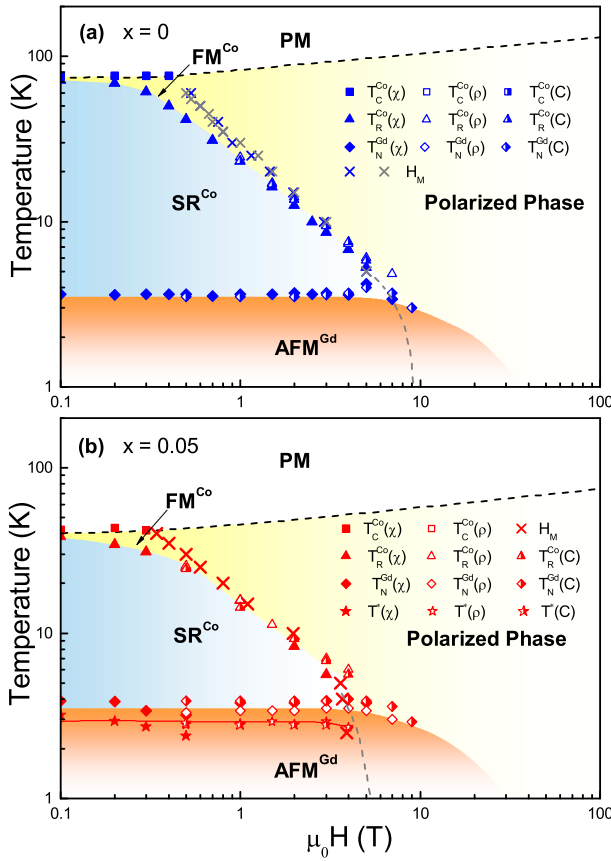 (a) x = 0
PM
FM^Co
T_C^Co(χ) T_C^Co(ρ) T_C^Co(C)
T_R^Co(χ) T_R^Co(ρ) T_R^Co(C)
T_N^Gd(χ) T_N^Gd(ρ) T_N^Gd(C)
H_M
SR^Co
Polarized Phase
AFM^Gd
Temperature (K)
100
10
1
0.1 1 10 100
(b) x = 0.05
PM
FM^Co
T_C^Co(χ) T_C^Co(ρ) H_M
T_R^Co(χ) T_R^Co(ρ) T_R^Co(C)
T_N^Gd(χ) T_N^Gd(ρ) T_N^Gd(C)
T*(χ) T*(ρ) T*(C)
SR^Co
Polarized Phase
AFM^Gd
Temperature (K)
100
10
1
0.1 1 10 100
μ₀H (T)